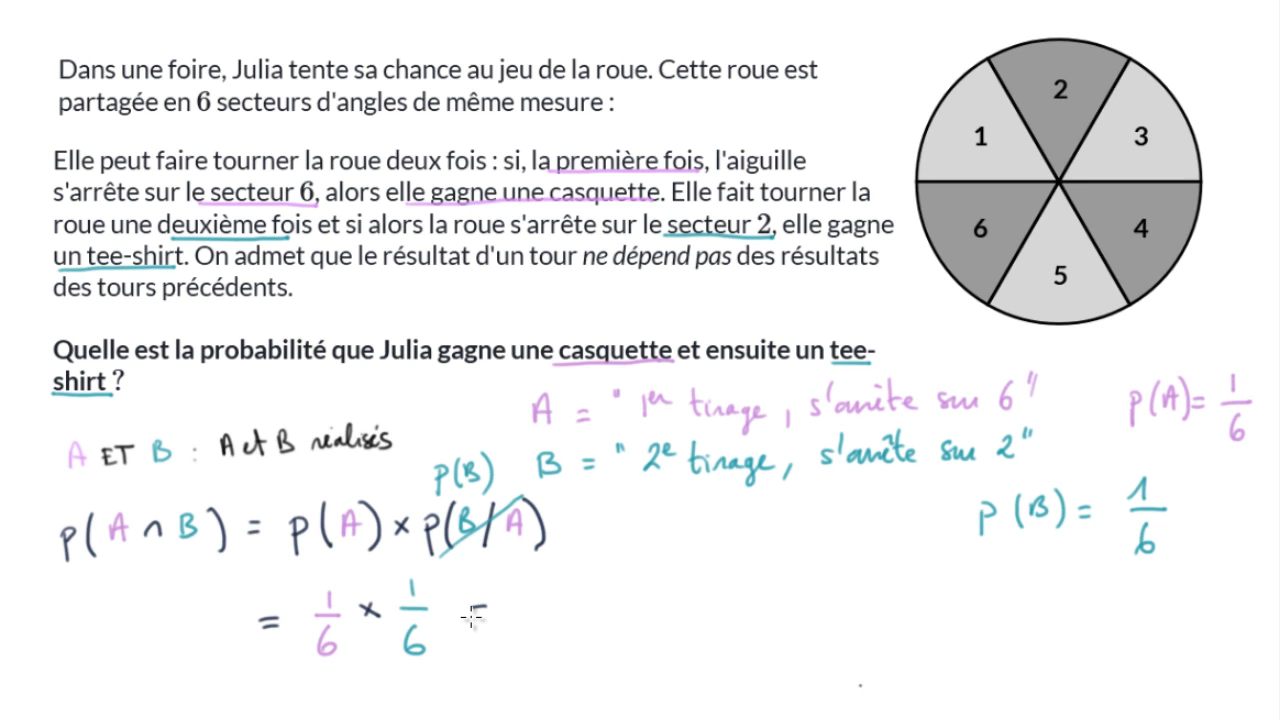 Dans une foire, Julia tente sa chance au jeu de la roue. Cette roue est
partagée en 6 secteurs d'angles de même mesure :
Elle peut faire tourner la roue deux fois : si, la première fois, l'aiguille
s'arrête sur le secteur 6, alors elle gagne une casquette. Elle fait tourner la
roue une deuxième fois et si alors la roue s'arrête sur le secteur 2, elle gagne
un tee-shirt. On admet que le résultat d'un tour ne dépend pas des résultats
des tours précédents.
1
2
3
6
4
5
Quelle est la probabilité que Julia gagne une casquette et ensuite un tee-
shirt ?
A = "1er tirage, s'arrête sur 6"
P(A) = 1/6
A ET B : A et B réalisés
B = "2e tirage, s'arrête sur 2"
P(B) = 1/6
P(B)
P(A ∩ B) = P(A) × P(B/A)
= 1/6 × 1/6 =